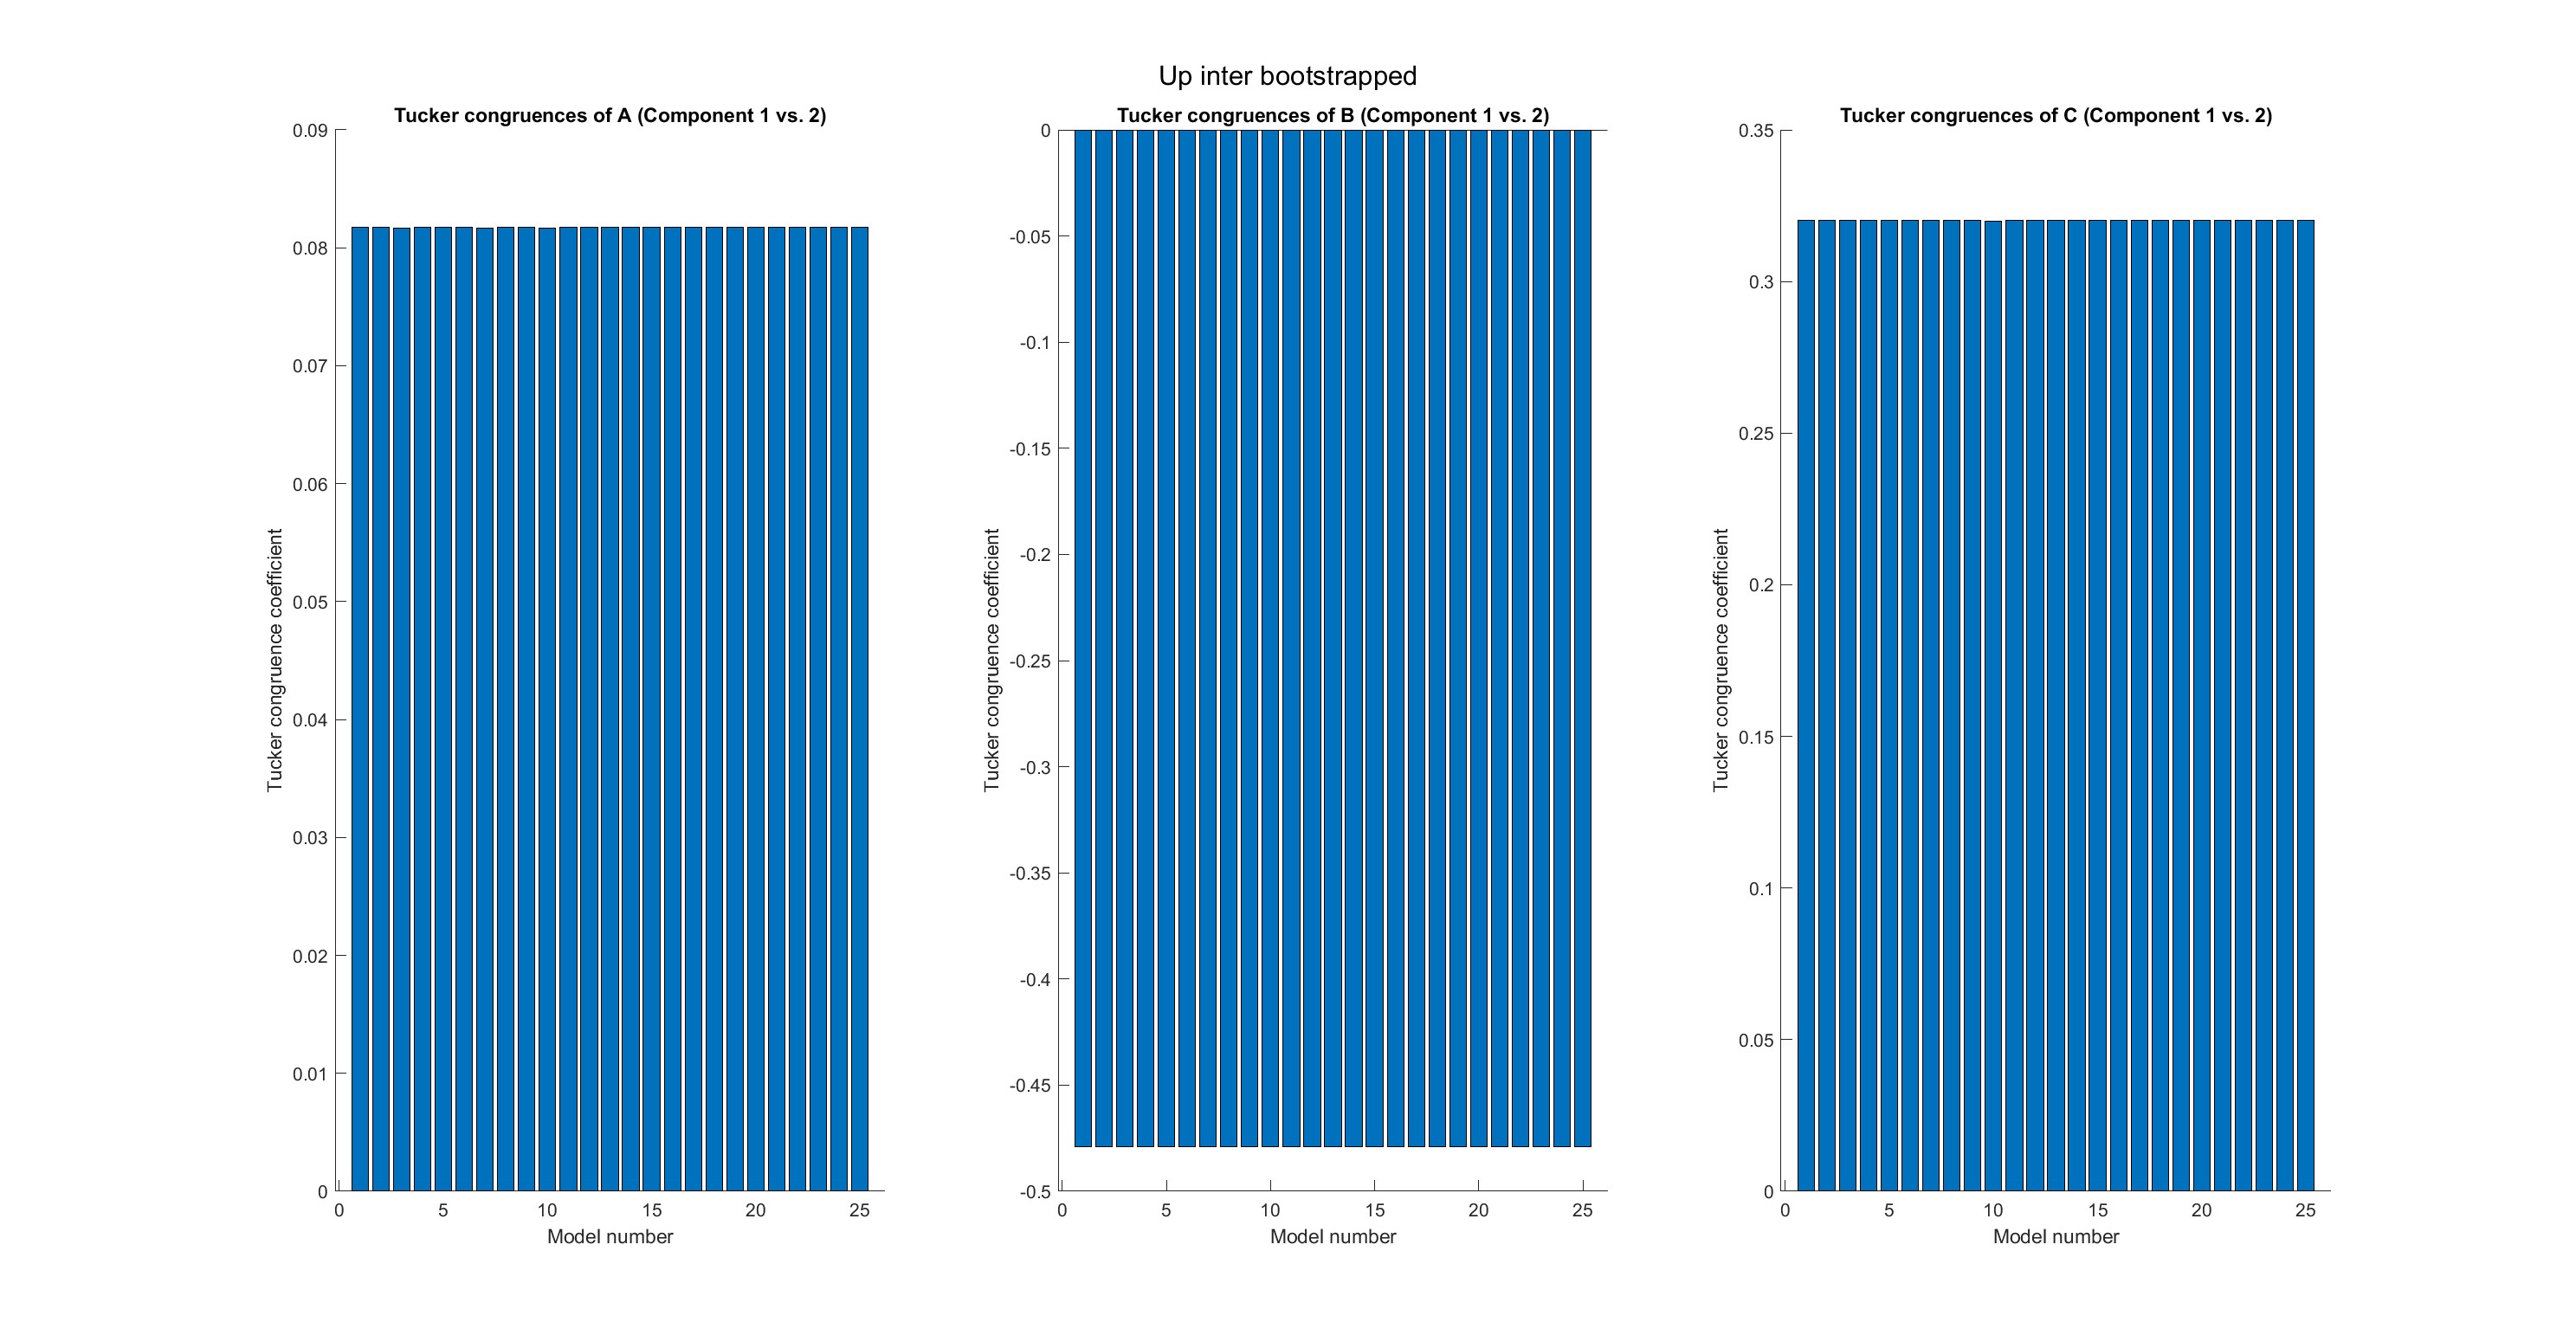 Up inter bootstrapped
Tucker congruences of A (Component 1 vs. 2)
0.09
0.08
0.07
0.06
0.05
0.04
0.03
0.02
0.01
0
Tucker congruence coefficient
0 5 10 15 20 25
Model number
Tucker congruences of B (Component 1 vs. 2)
0
-0.05
-0.1
-0.15
-0.2
-0.25
-0.3
-0.35
-0.4
-0.45
-0.5
Tucker congruence coefficient
0 5 10 15 20 25
Model number
Tucker congruences of C (Component 1 vs. 2)
0.35
0.3
0.25
0.2
0.15
0.1
0.05
0
Tucker congruence coefficient
0 5 10 15 20 25
Model number